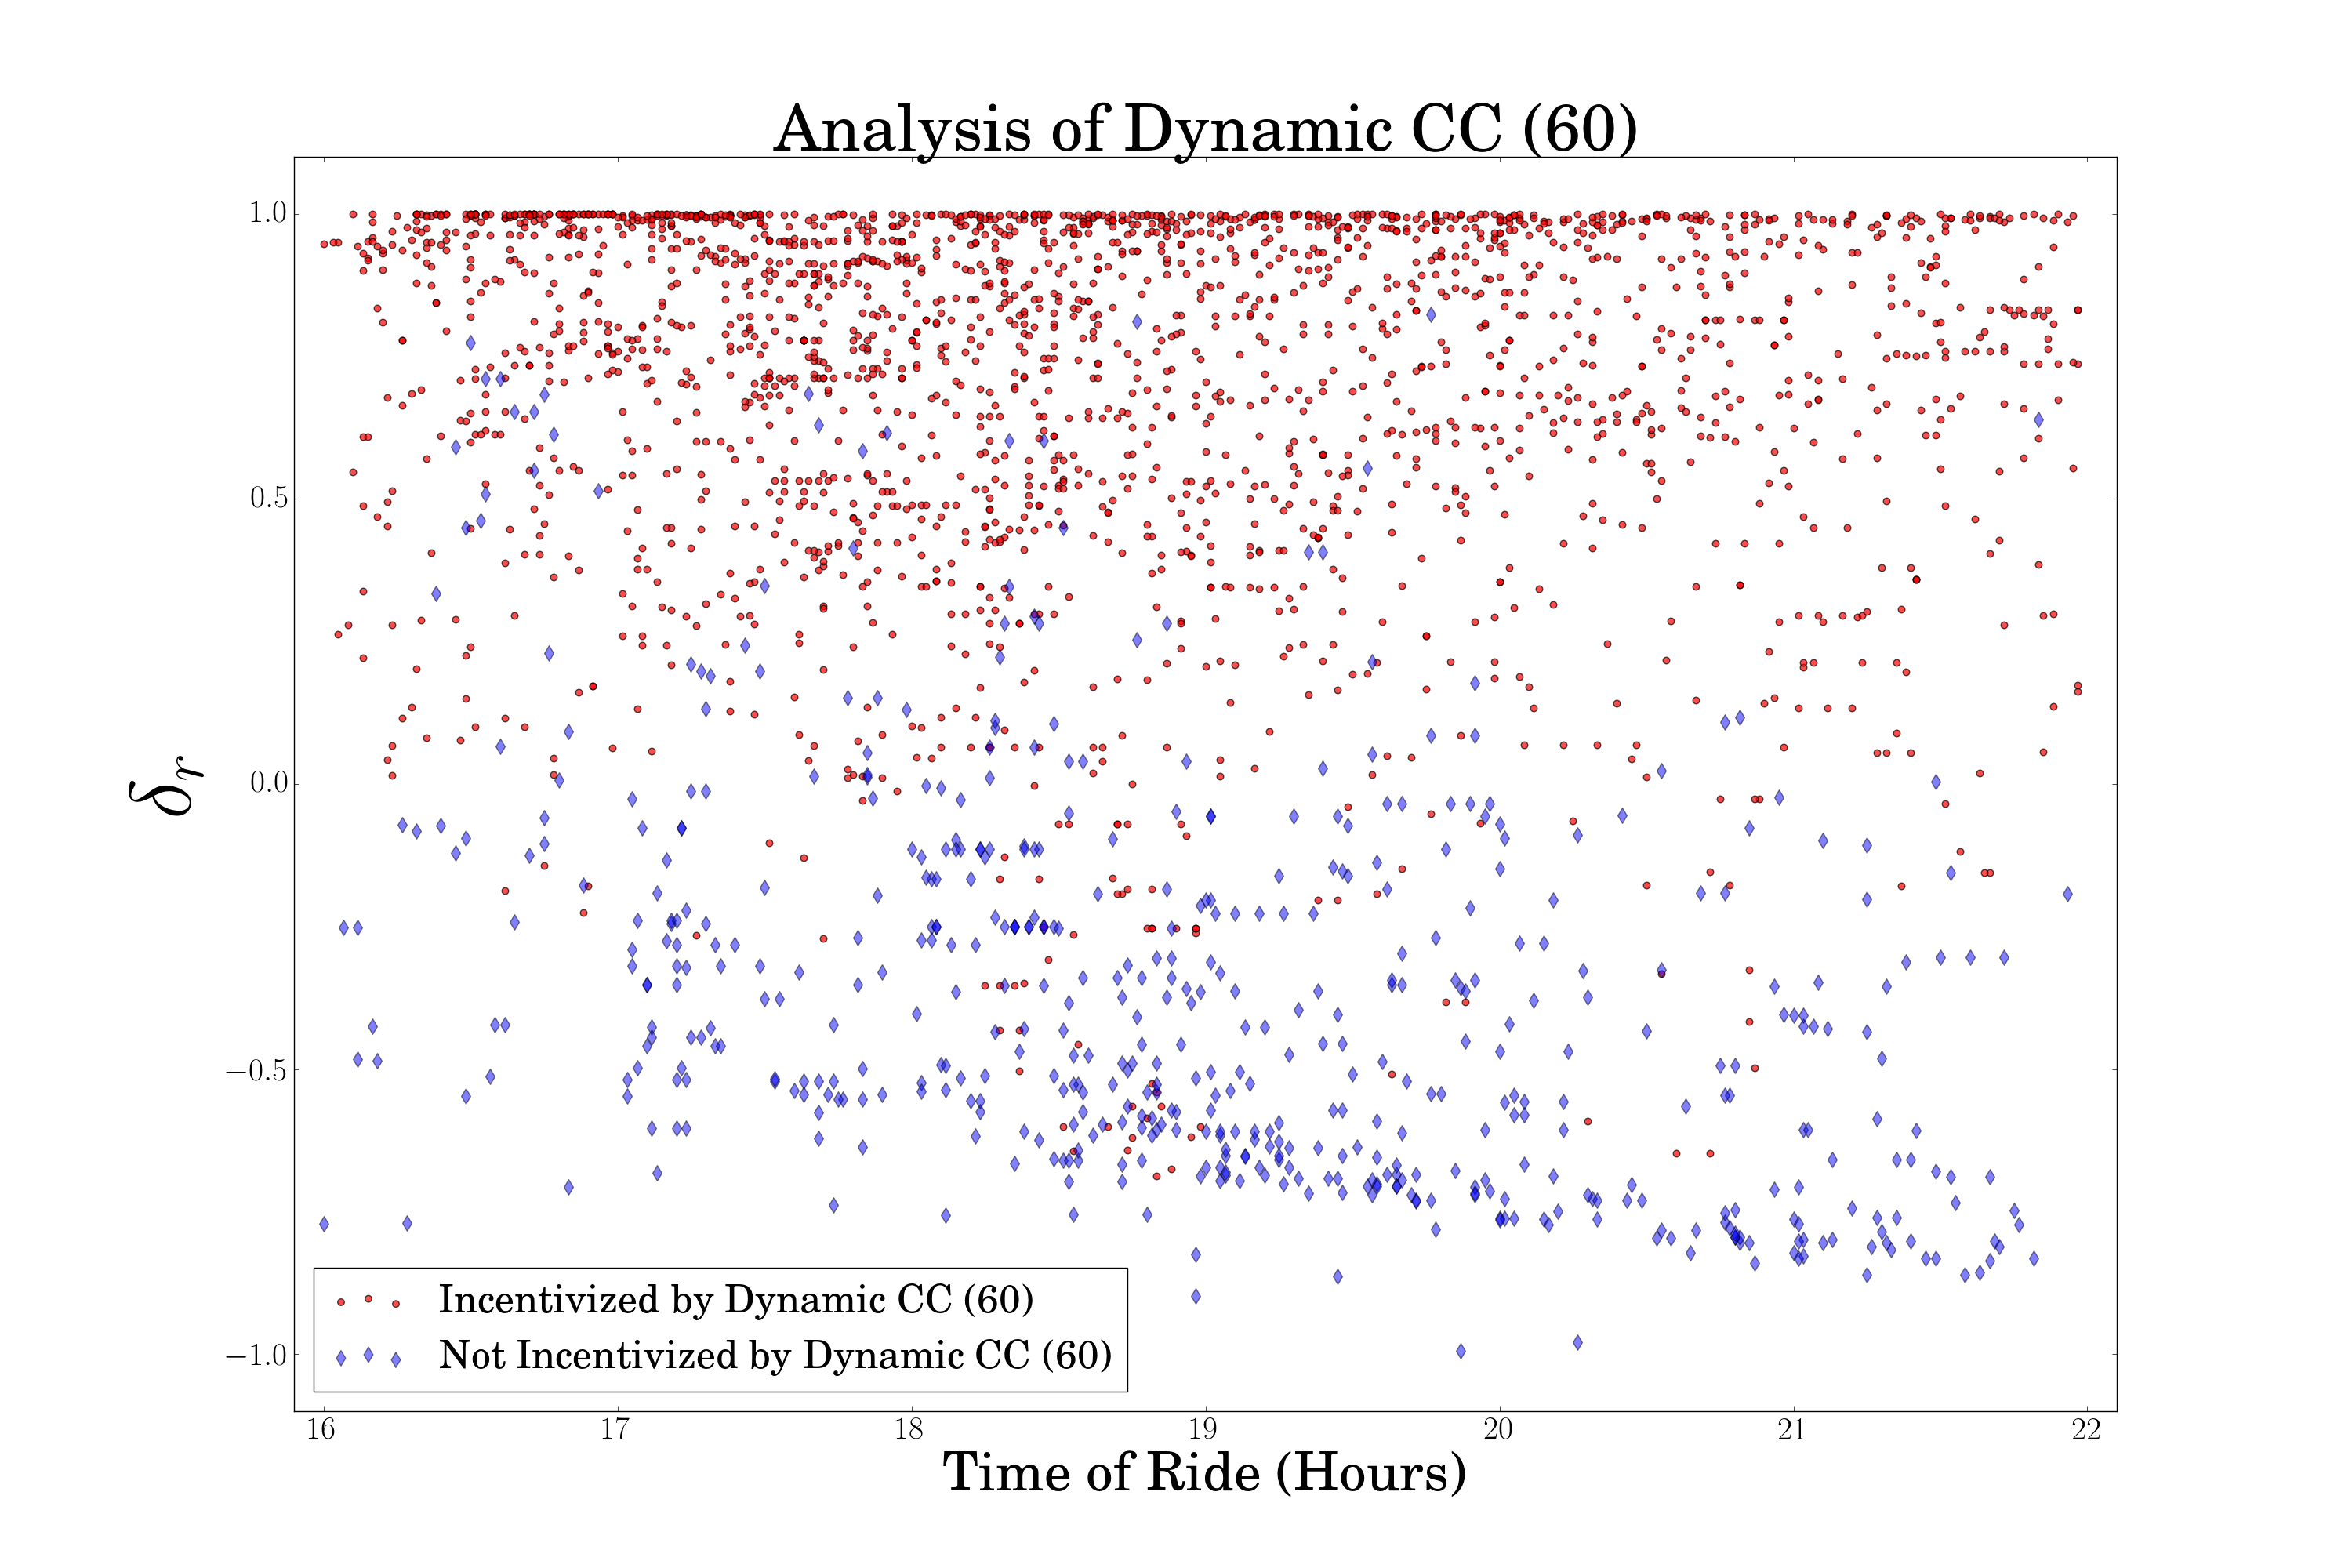 Analysis of Dynamic CC (60)
1.0
0.5
0.0
−0.5
−1.0
δr
Incentivized by Dynamic CC (60)
Not Incentivized by Dynamic CC (60)
16 17 18 19 20 21 22
Time of Ride (Hours)